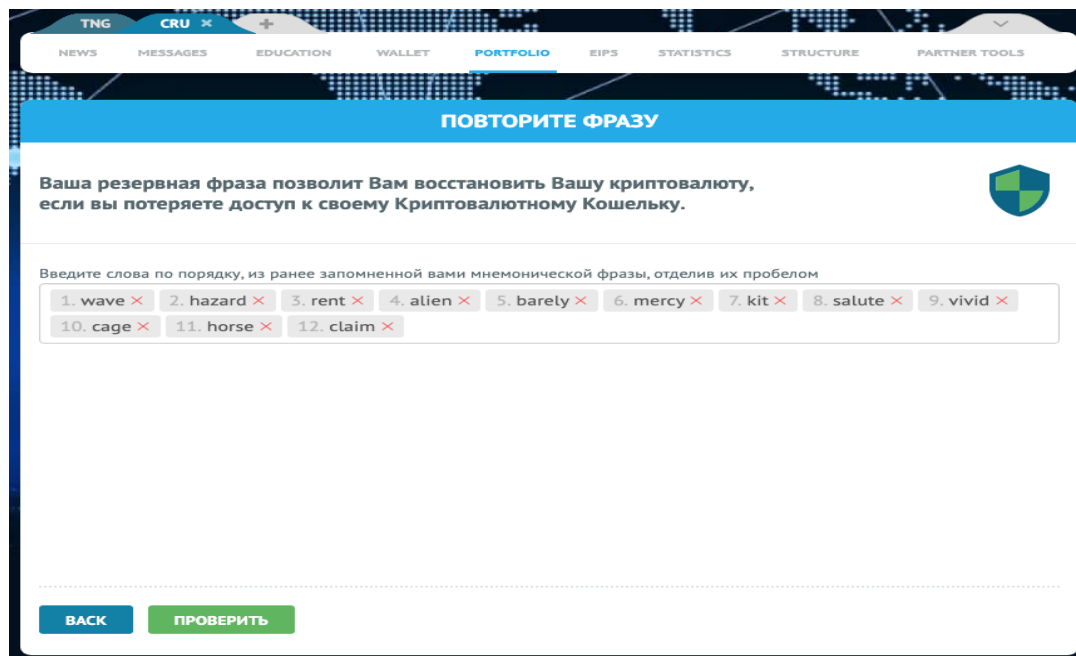 TNG CRU × +
NEWS MESSAGES EDUCATION WALLET PORTFOLIO EIPS STATISTICS STRUCTURE PARTNER TOOLS
ПОВТОРИТЕ ФРАЗУ
Ваша резервная фраза позволит Вам восстановить Вашу криптовалюту,
если вы потеряете доступ к своему Криптовалютному Кошельку.
Введите слова по порядку, из ранее запомненной вами мнемонической фразы, отделив их пробелом
1. wave × 2. hazard × 3. rent × 4. alien × 5. barely × 6. mercy × 7. kit × 8. salute × 9. vivid ×
10. cage × 11. horse × 12. claim ×
BACK ПРОВЕРИТЬ